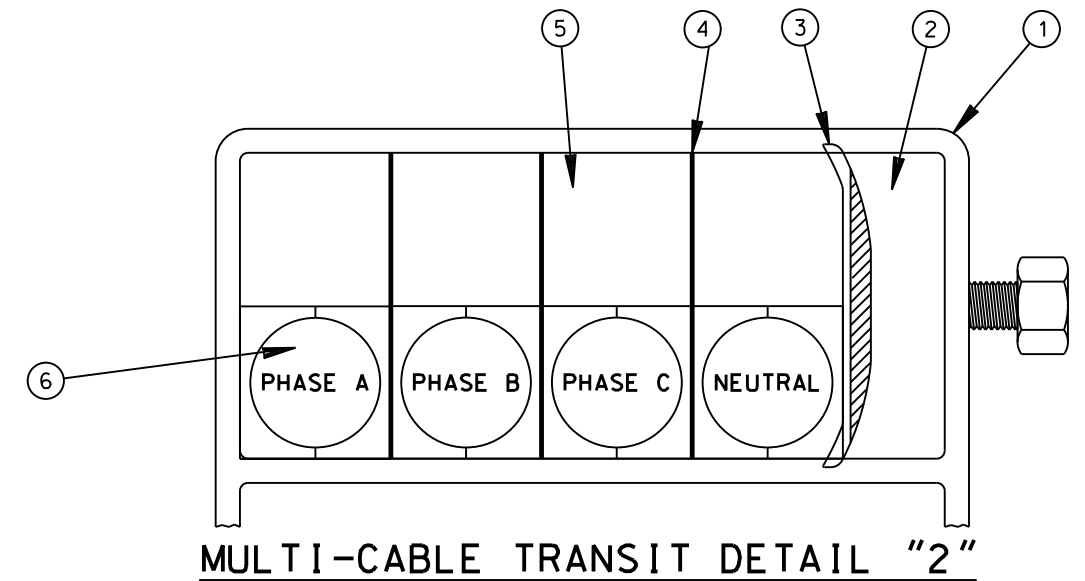 5 4 3 2 1
6
PHASE A PHASE B PHASE C NEUTRAL
MULTI-CABLE TRANSIT DETAIL "2"